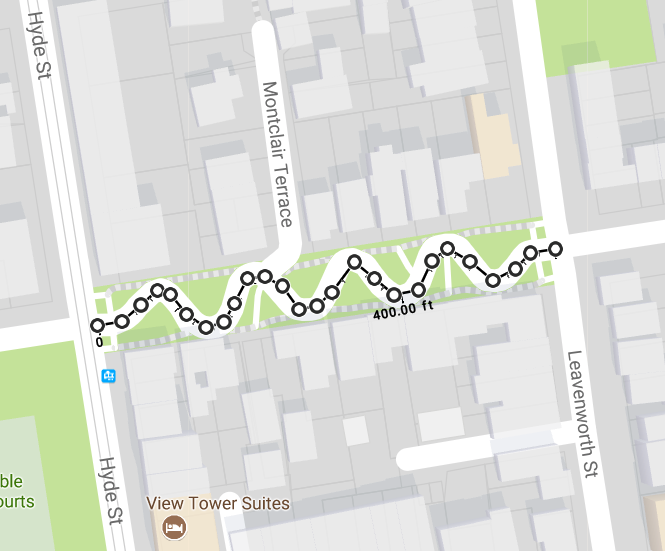 Hyde St
Montclair Terrace
400.00 ft
0
Leavenworth St
Hyde St
ble
ourts
View Tower Suites